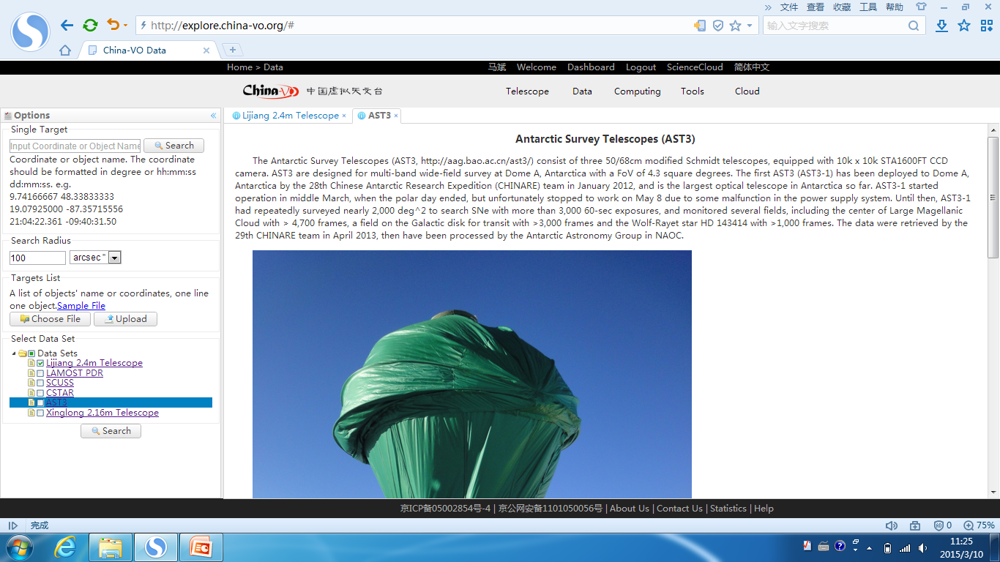 » 文件 查看 收藏 工具 帮助
http://explore.china-vo.org/#
输入文字搜索
China-VO Data
Home > Data
马斌 Welcome Dashboard Logout ScienceCloud 简体中文
China-VO 中国虚拟天文台
Telescope Data Computing Tools Cloud
Options «
Lijiang 2.4m Telescope × AST3 ×
Single Target
Input Coordinate or Object Name
Search
Coordinate or object name. The coordinate
should be formatted in degree or hh:mm:ss
dd:mm:ss. e.g.
9.74166667 48.33833333
19.07925000 -87.35715556
21:04:22.361 -09:40:31.50
Search Radius
100 arcsec "
Targets List
A list of objects' name or coordinates, one line
one object.Sample File
Choose File Upload
Select Data Set
Data Sets
Lijiang 2.4m Telescope
LAMOST PDR
SCUSS
CSTAR
AST3
Xinglong 2.16m Telescope
Search
Antarctic Survey Telescopes (AST3)
The Antarctic Survey Telescopes (AST3, http://aag.bao.ac.cn/ast3/) consist of three 50/68cm modified Schmidt telescopes, equipped with 10k x 10k STA1600FT CCD
camera. AST3 are designed for multi-band wide-field survey at Dome A, Antarctica with a FoV of 4.3 square degrees. The first AST3 (AST3-1) has been deployed to Dome A,
Antarctica by the 28th Chinese Antarctic Research Expedition (CHINARE) team in January 2012, and is the largest optical telescope in Antarctica so far. AST3-1 started
operation in middle March, when the polar day ended, but unfortunately stopped to work on May 8 due to some malfunction in the power supply system. Until then, AST3-1
had repeatedly surveyed nearly 2,000 deg^2 to search SNe with more than 3,000 60-sec exposures, and monitored several fields, including the center of Large Magellanic
Cloud with > 4,700 frames, a field on the Galactic disk for transit with >3,000 frames and the Wolf-Rayet star HD 143414 with >1,000 frames. The data were retrieved by the
29th CHINARE team in April 2013, then have been processed by the Antarctic Astronomy Group in NAOC.
京ICP备05002854号-4 | 京公网安备1101050056号 | About Us | Contact Us | Statistics | Help
完成
0 75%
11:25
2015/3/10